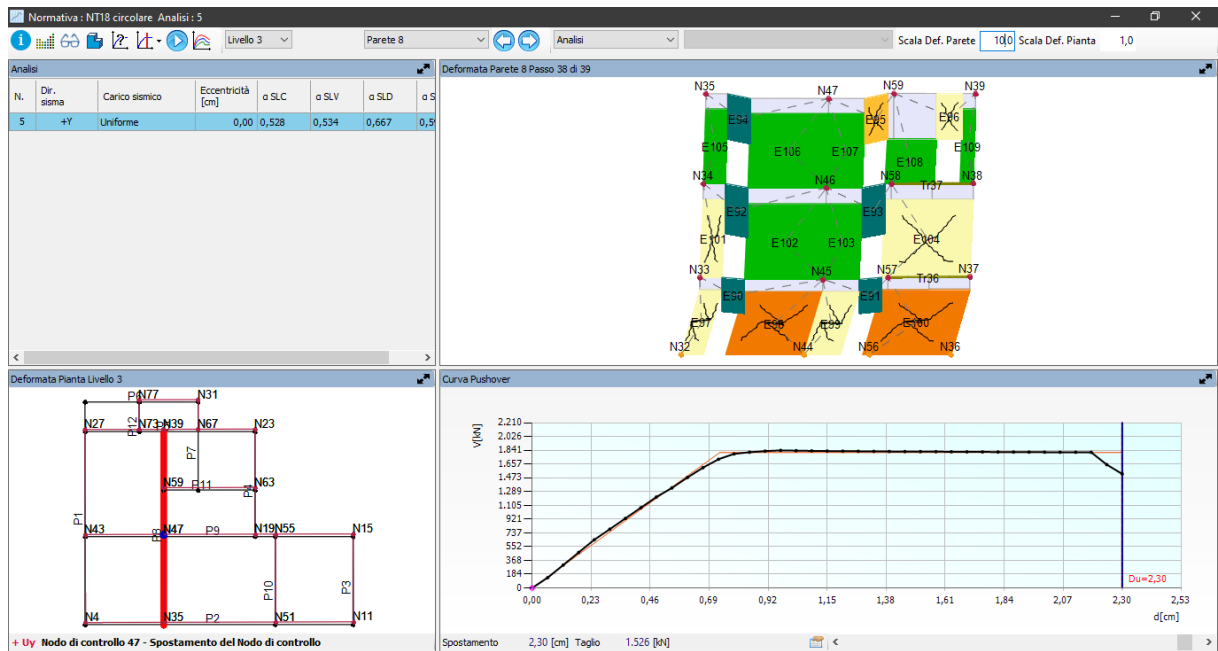 Normativa : NT18 circolare Analisi : 5
Livello 3 Parete 8 Analisi Scala Def. Parete 10,0 Scala Def. Pianta 1,0
Analisi
N. Dir. sisma Carico sismico Eccentricità [cm] α SLC α SLV α SLD α S
5 +Y Uniforme 0,00 0,528 0,534 0,667 0,5
Deformata Parete 8 Passo 38 di 39
N35 N47 N59 N39
E94 E95 E96
E105 E106 E107 E108 E109
N34 N46 N58 Tr37 N38
E92 E93
E101 E102 E103 E104
N33 N45 N57 Tr36 N37
E90 E91
E97 E98 E99 E100
N32 N44 N56 N36
Deformata Pianta Livello 3
P6 N77 N31
N27 P12 N73 N39 N67 N23
P7
N59 P11 P4 N63
P1
N43 P8 N47 P9 N19 N55 N15
P10 P3
N4 N35 P2 N51 N11
+ Uy Nodo di controllo 47 - Spostamento del Nodo di controllo
Curva Pushover
V[kN]
2.210
2.026
1.841
1.657
1.473
1.289
1.105
921
737
552
368
184
0
Du=2,30
0,00 0,23 0,46 0,69 0,92 1,15 1,38 1,61 1,84 2,07 2,30 2,53
d[cm]
Spostamento 2,30 [cm] Taglio 1.526 [kN]